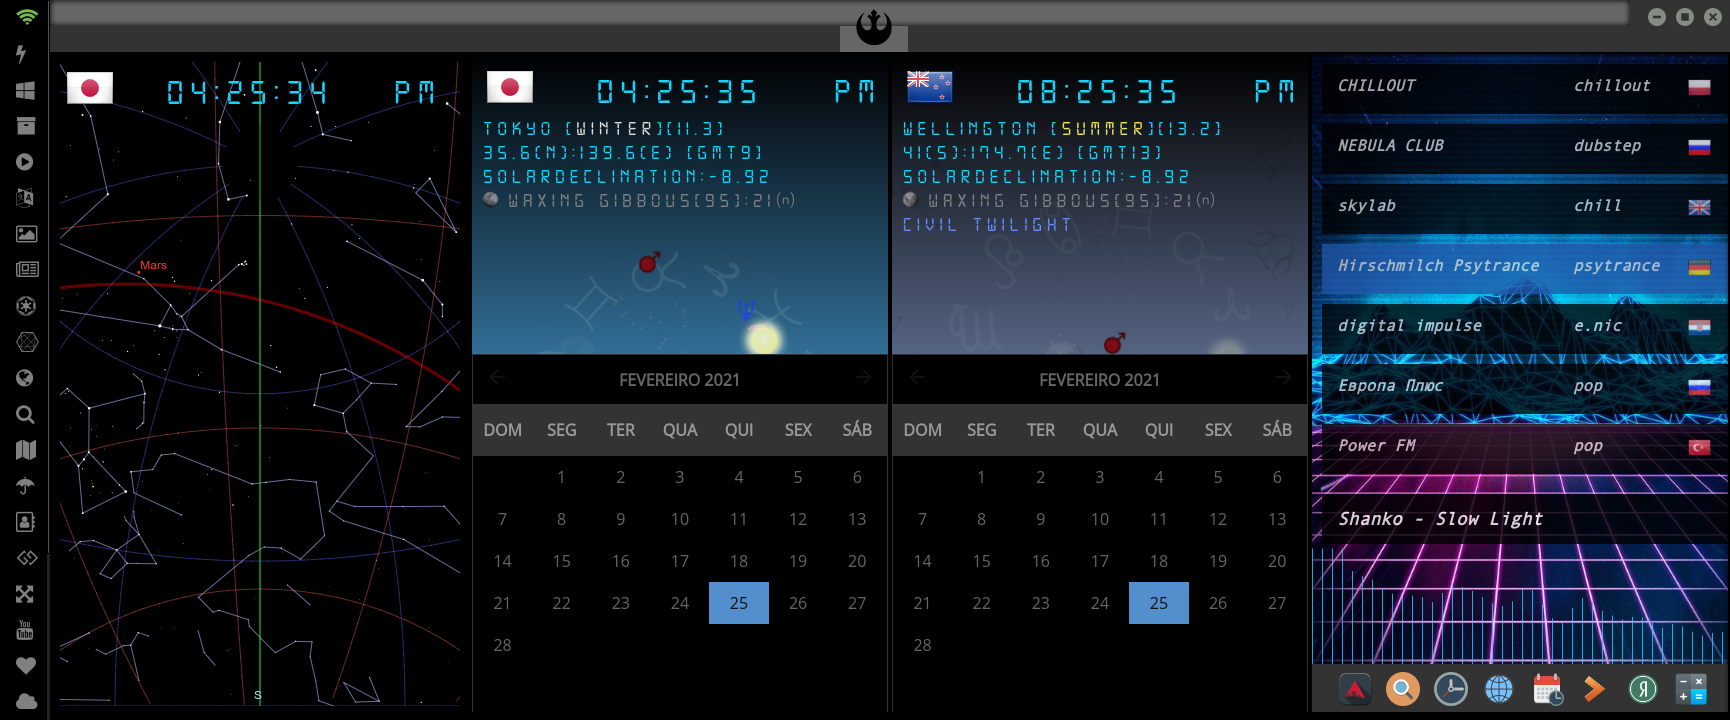 04:25:34 PM
Mars
S
04:25:35 PM
TOKYO [WINTER][11.3]
35.6(N):139.6(E) [GMT9]
SOLARDECLINATION:-8.92
WAXING GIBBOUS(95):21(n)
FEVEREIRO 2021
DOM SEG TER QUA QUI SEX SÁB
1 2 3 4 5 6
7 8 9 10 11 12 13
14 15 16 17 18 19 20
21 22 23 24 25 26 27
28
08:25:35 PM
WELLINGTON [SUMMER][13.2]
41(S):174.7(E) [GMT13]
SOLARDECLINATION:-8.92
WAXING GIBBOUS(95):21(n)
CIVIL TWILIGHT
FEVEREIRO 2021
DOM SEG TER QUA QUI SEX SÁB
1 2 3 4 5 6
7 8 9 10 11 12 13
14 15 16 17 18 19 20
21 22 23 24 25 26 27
28
CHILLOUT chillout
NEBULA CLUB dubstep
skylab chill
Hirschmilch Psytrance psytrance
digital impulse e.nic
Европа Плюс pop
Power FM pop
Shanko - Slow Light
You
Tube
Я